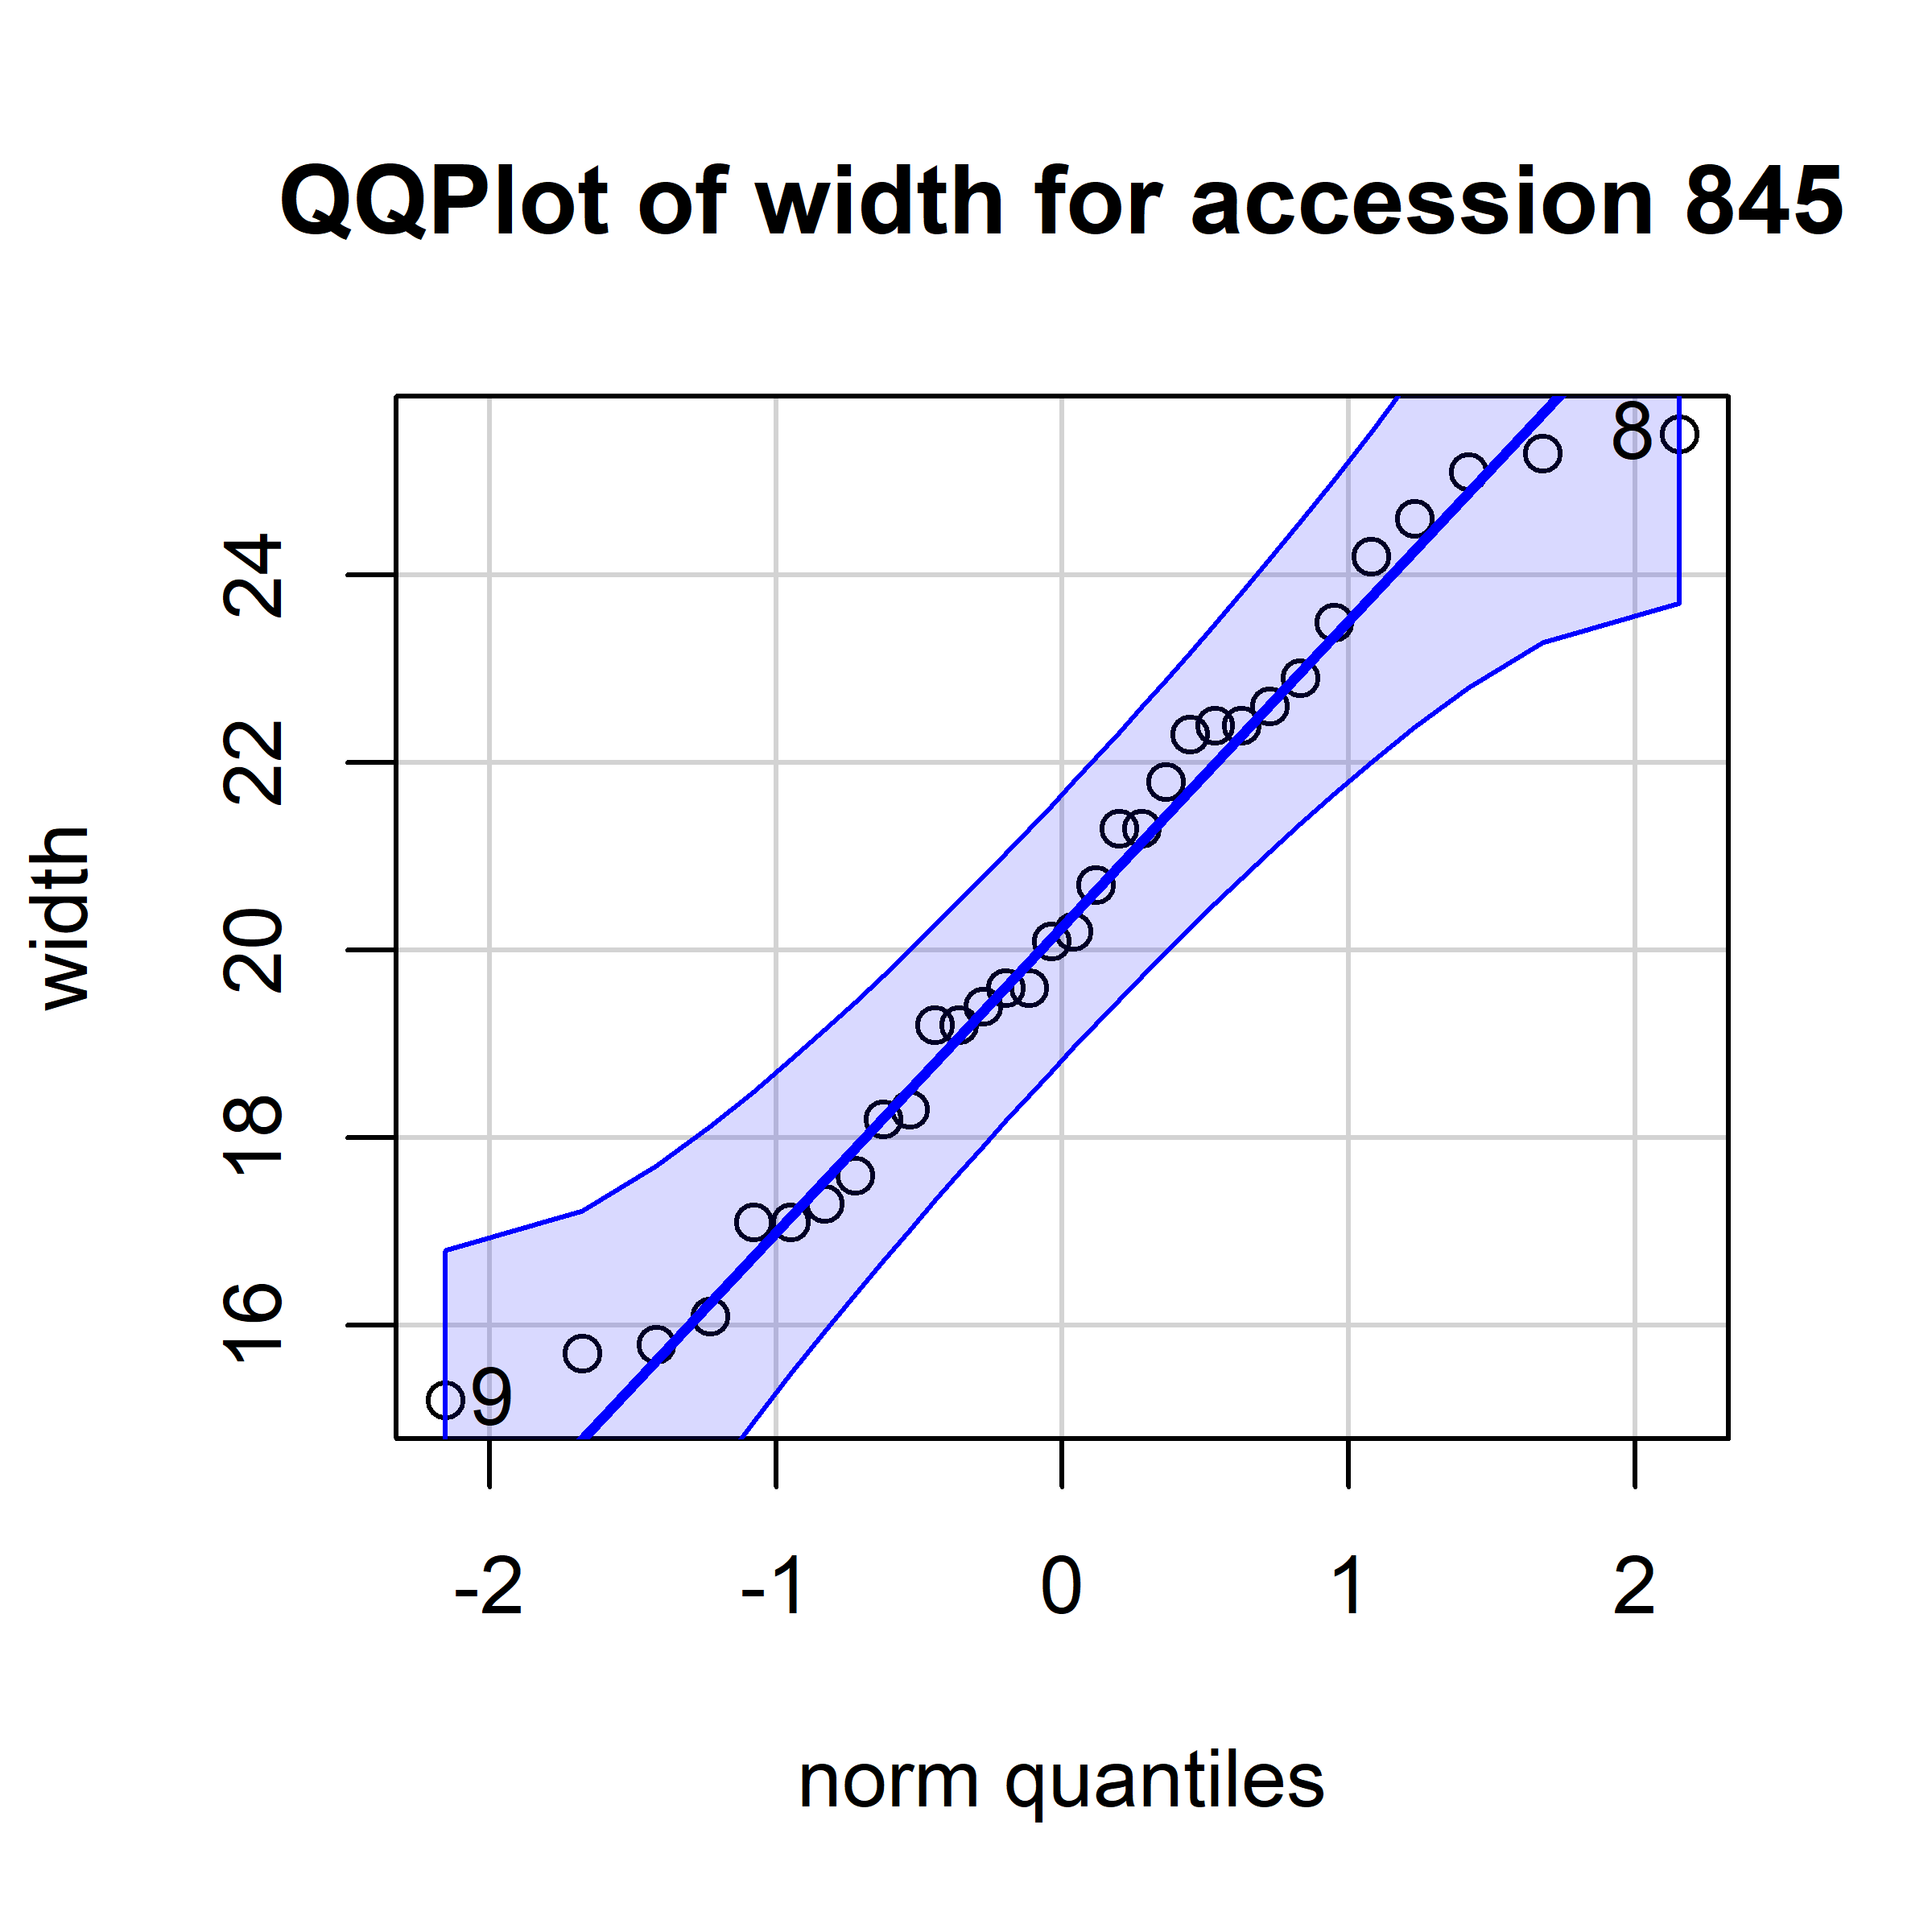 QQPlot of width for accession 845
width
24
22
20
18
16
8
9
-2 -1 0 1 2
norm quantiles